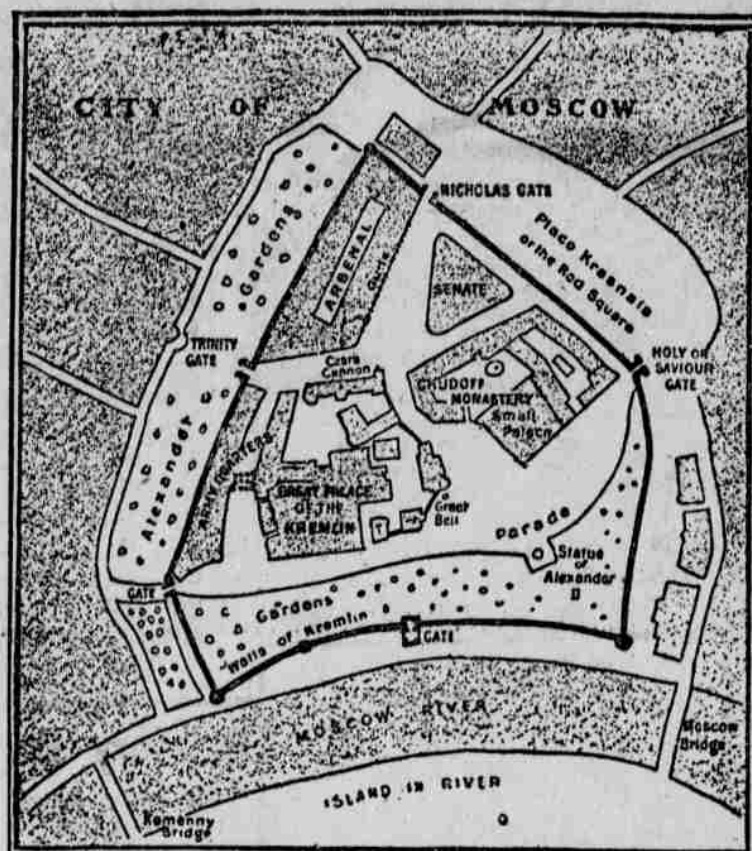 CITY OF MOSCOW
NICHOLAS GATE
Gardens
ARSENAL
Guns
SENATE
Place Krasnaia
or the Red Square
TRINITY
GATE
HOLY OR
SAVIOUR
GATE
Czars
Cannon
CHUDOFF
MONASTERY
Small
Palace
Alexander
QUARTERS
GREAT PALACE
OF THE
KREMLIN
Great
Bell
Parade
Statue
of
Alexander
II
GATE
Gardens
Walls of Kremlin
GATE
MOSCOW RIVER
Moscow
Bridge
ISLAND IN RIVER
Kamenny
Bridge